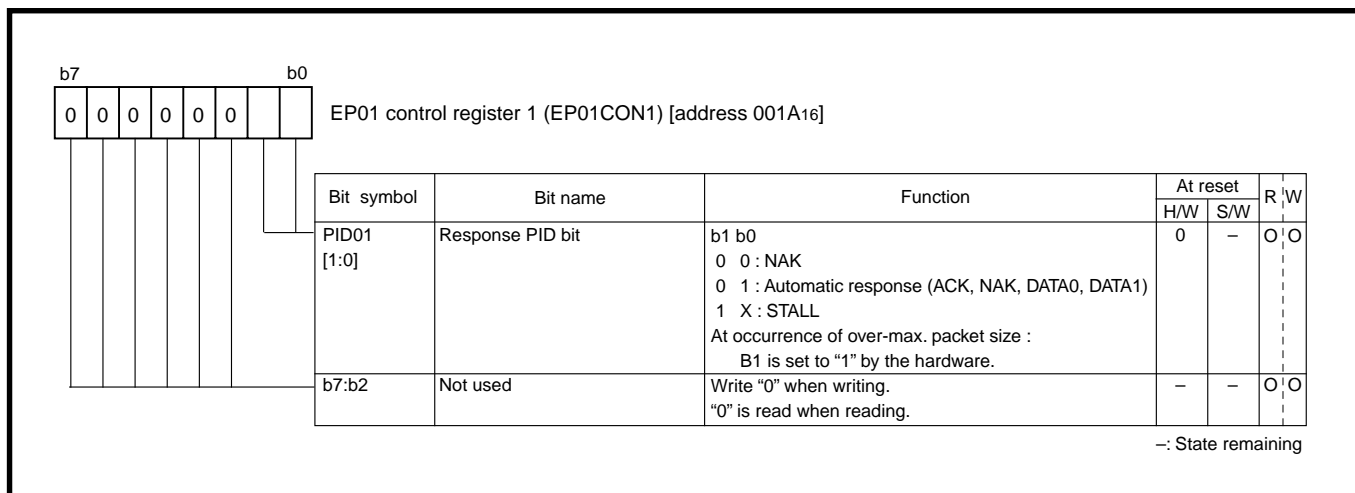 b7 b0
0 0 0 0 0 0
EP01 control register 1 (EP01CON1) [address 001A16]
Bit symbol Bit name Function At reset R W
H/W S/W
PID01 Response PID bit b1 b0 0 – O O
[1:0] 0 0 : NAK
0 1 : Automatic response (ACK, NAK, DATA0, DATA1)
1 X : STALL
At occurrence of over-max. packet size :
B1 is set to “1” by the hardware.
b7:b2 Not used Write “0” when writing. – – O O
“0” is read when reading.
–: State remaining